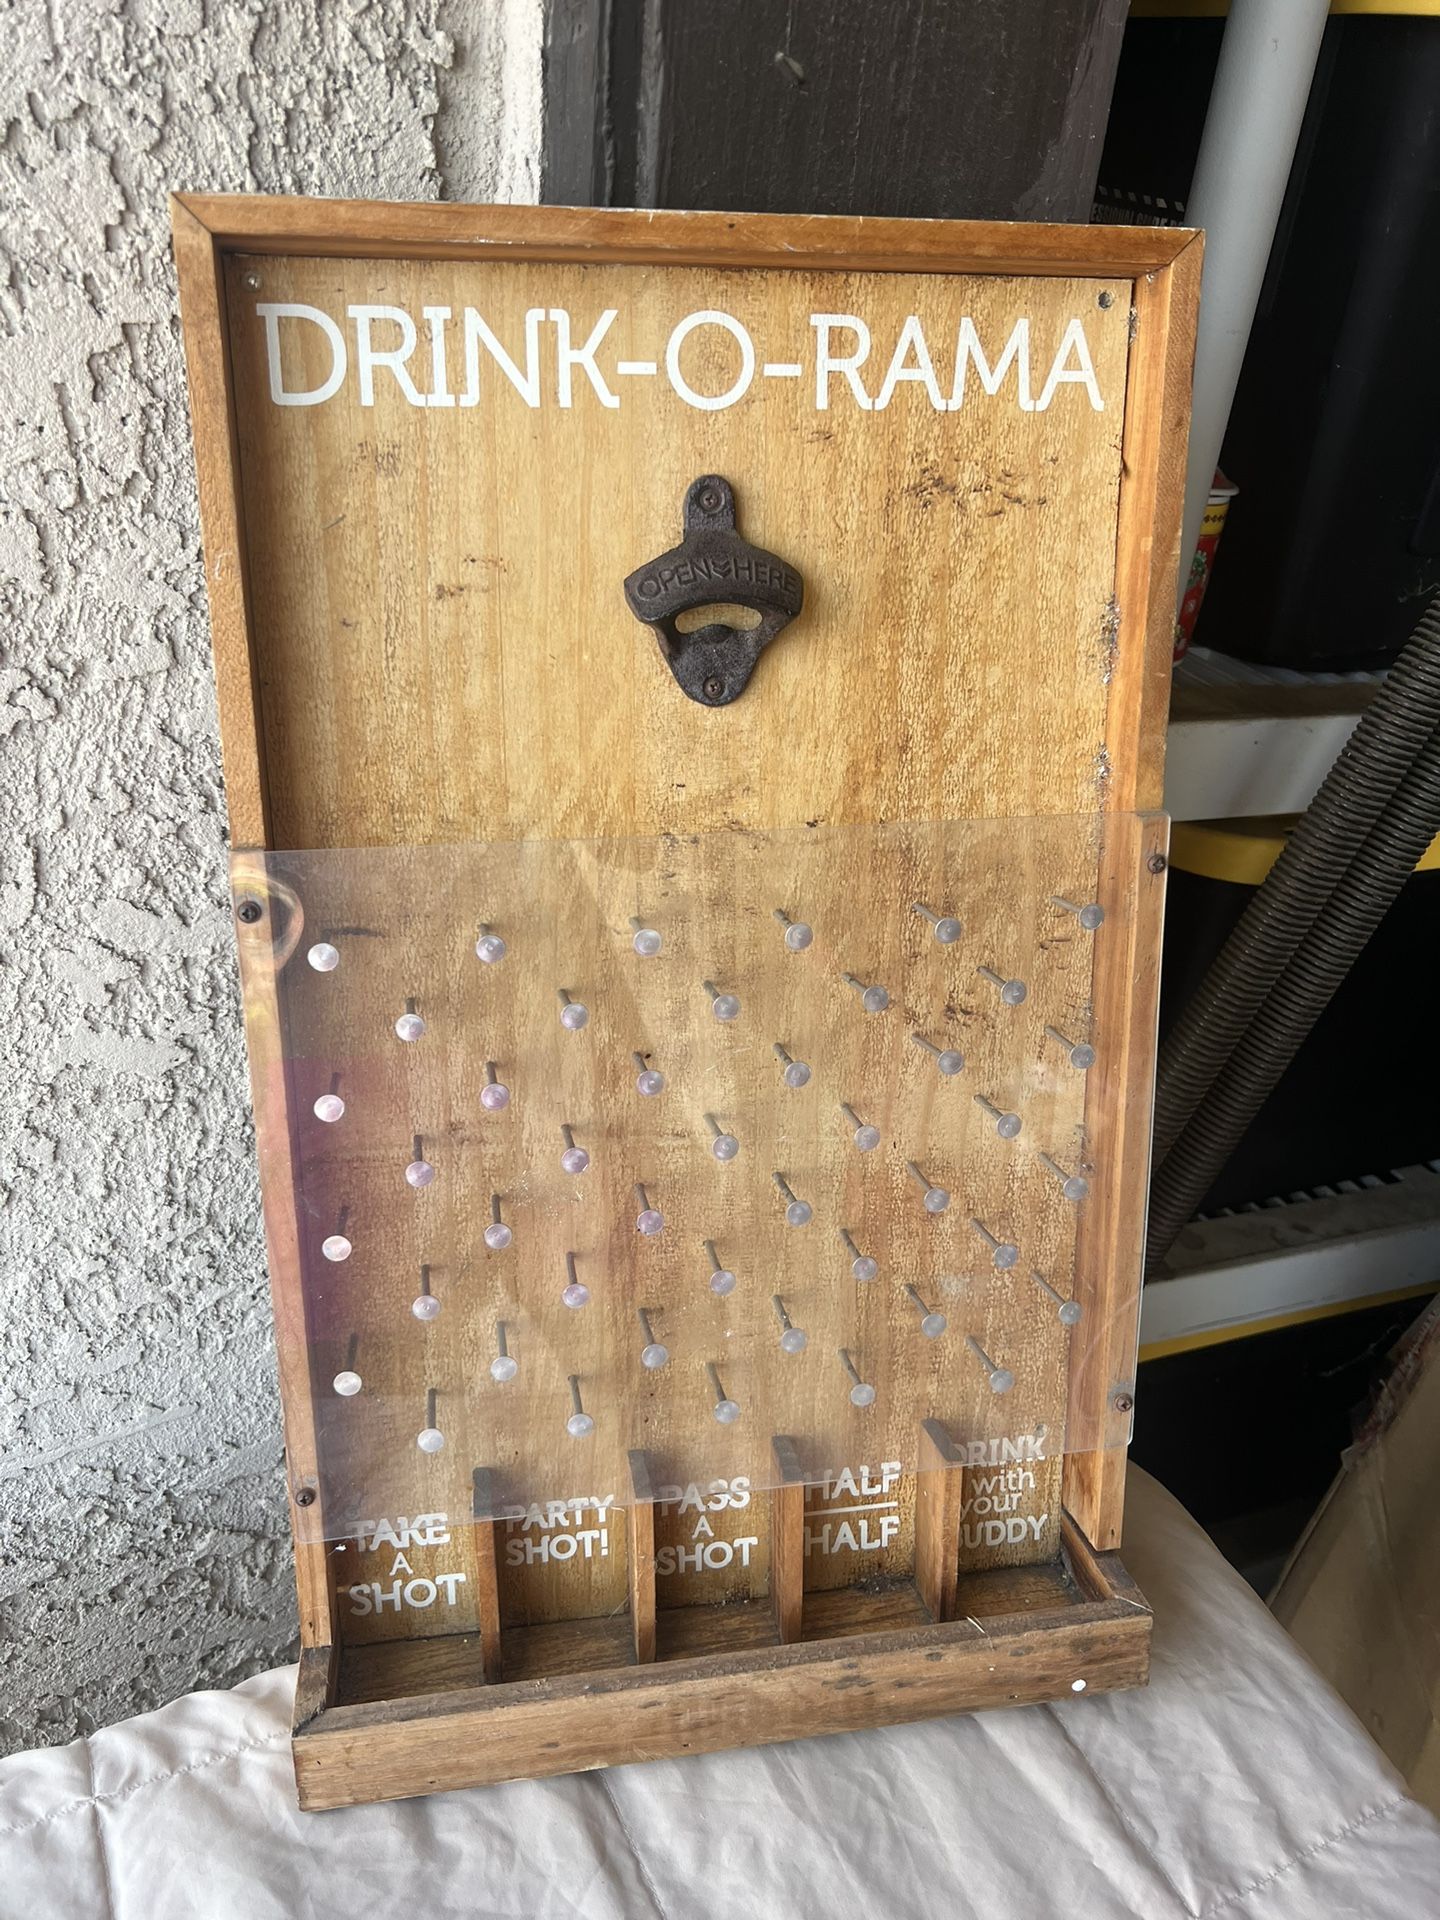 DRINK-O-RAMA
OPEN HERE
TAKE
A
SHOT
PARTY
SHOT!
PASS
A
SHOT
HALF
HALF
DRINK
with
your
BUDDY